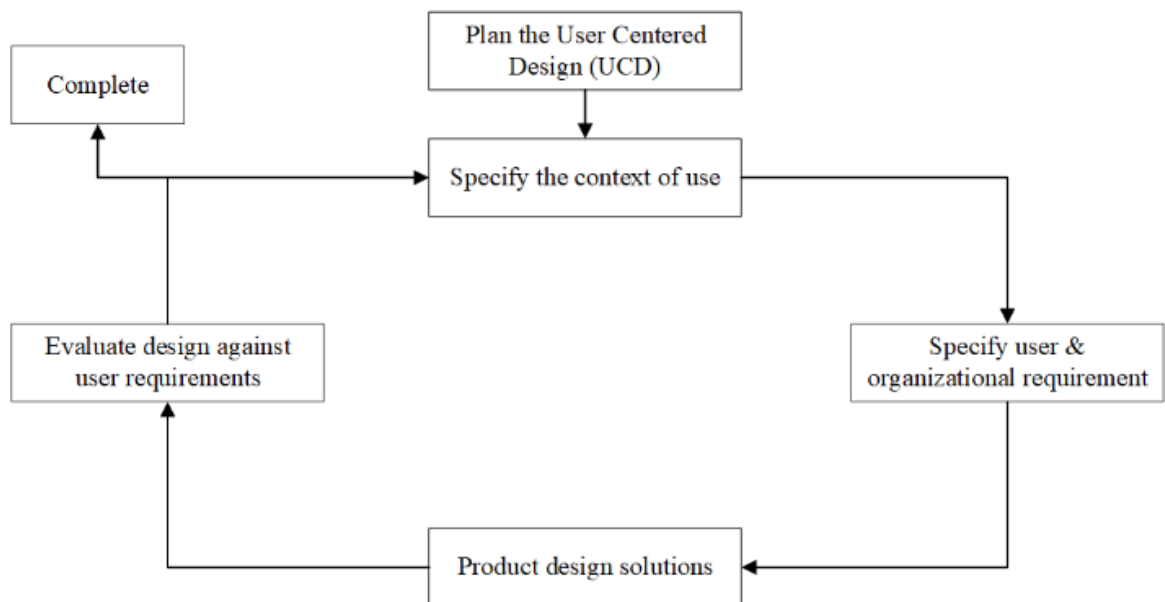 Plan the User Centered
Design (UCD)
Complete
Specify the context of use
Evaluate design against
user requirements
Specify user &
organizational requirement
Product design solutions